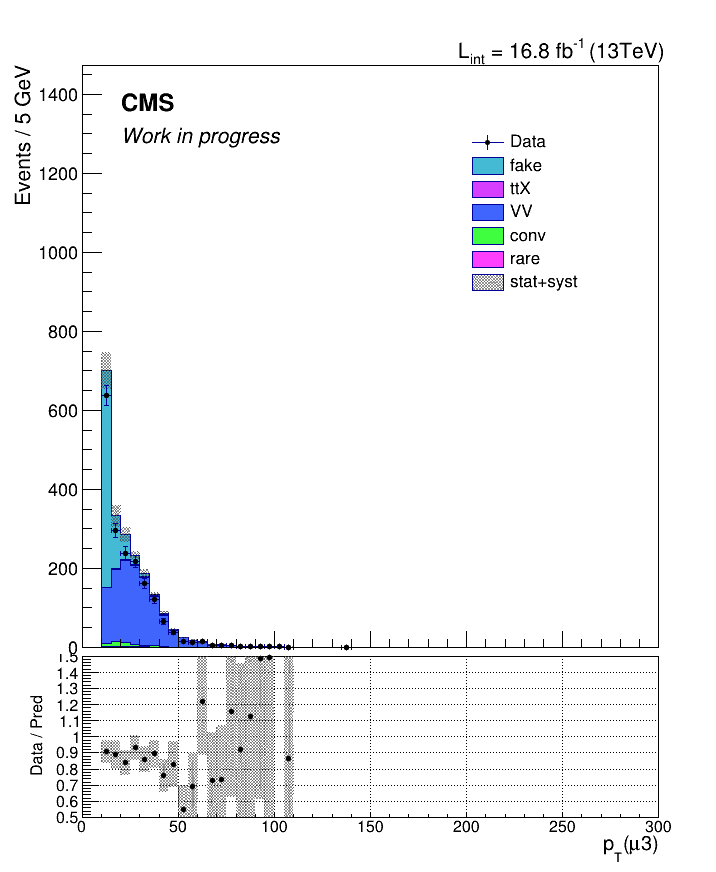 L_int = 16.8 fb^-1 (13TeV)
Events / 5 GeV
1400
1200
1000
800
600
400
200
0
CMS
Work in progress
Data
fake
ttX
VV
conv
rare
stat+syst
Data / Pred
1.5
1.4
1.3
1.2
1.1
1
0.9
0.8
0.7
0.6
0.5
0 50 100 150 200 250 300
p_T(μ3)